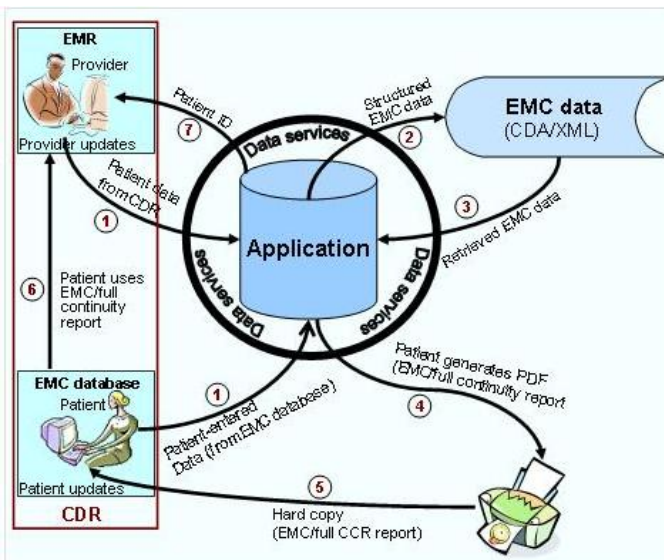 EMR
Provider
Provider updates
Patient ID
7
Structured
EMC data
2
EMC data
(CDA/XML)
Data services
Patient data
from CDR
1
3
Retrieved EMC data
Application
Data services
Data services
6
Patient uses
EMC/full
continuity
report
EMC database
Patient
Patient updates
CDR
1
Patient-entered
Data (from EMC database)
Patient generates PDF
(EMC/full continuity report
4
5
Hard copy
(EMC/full CCR report)